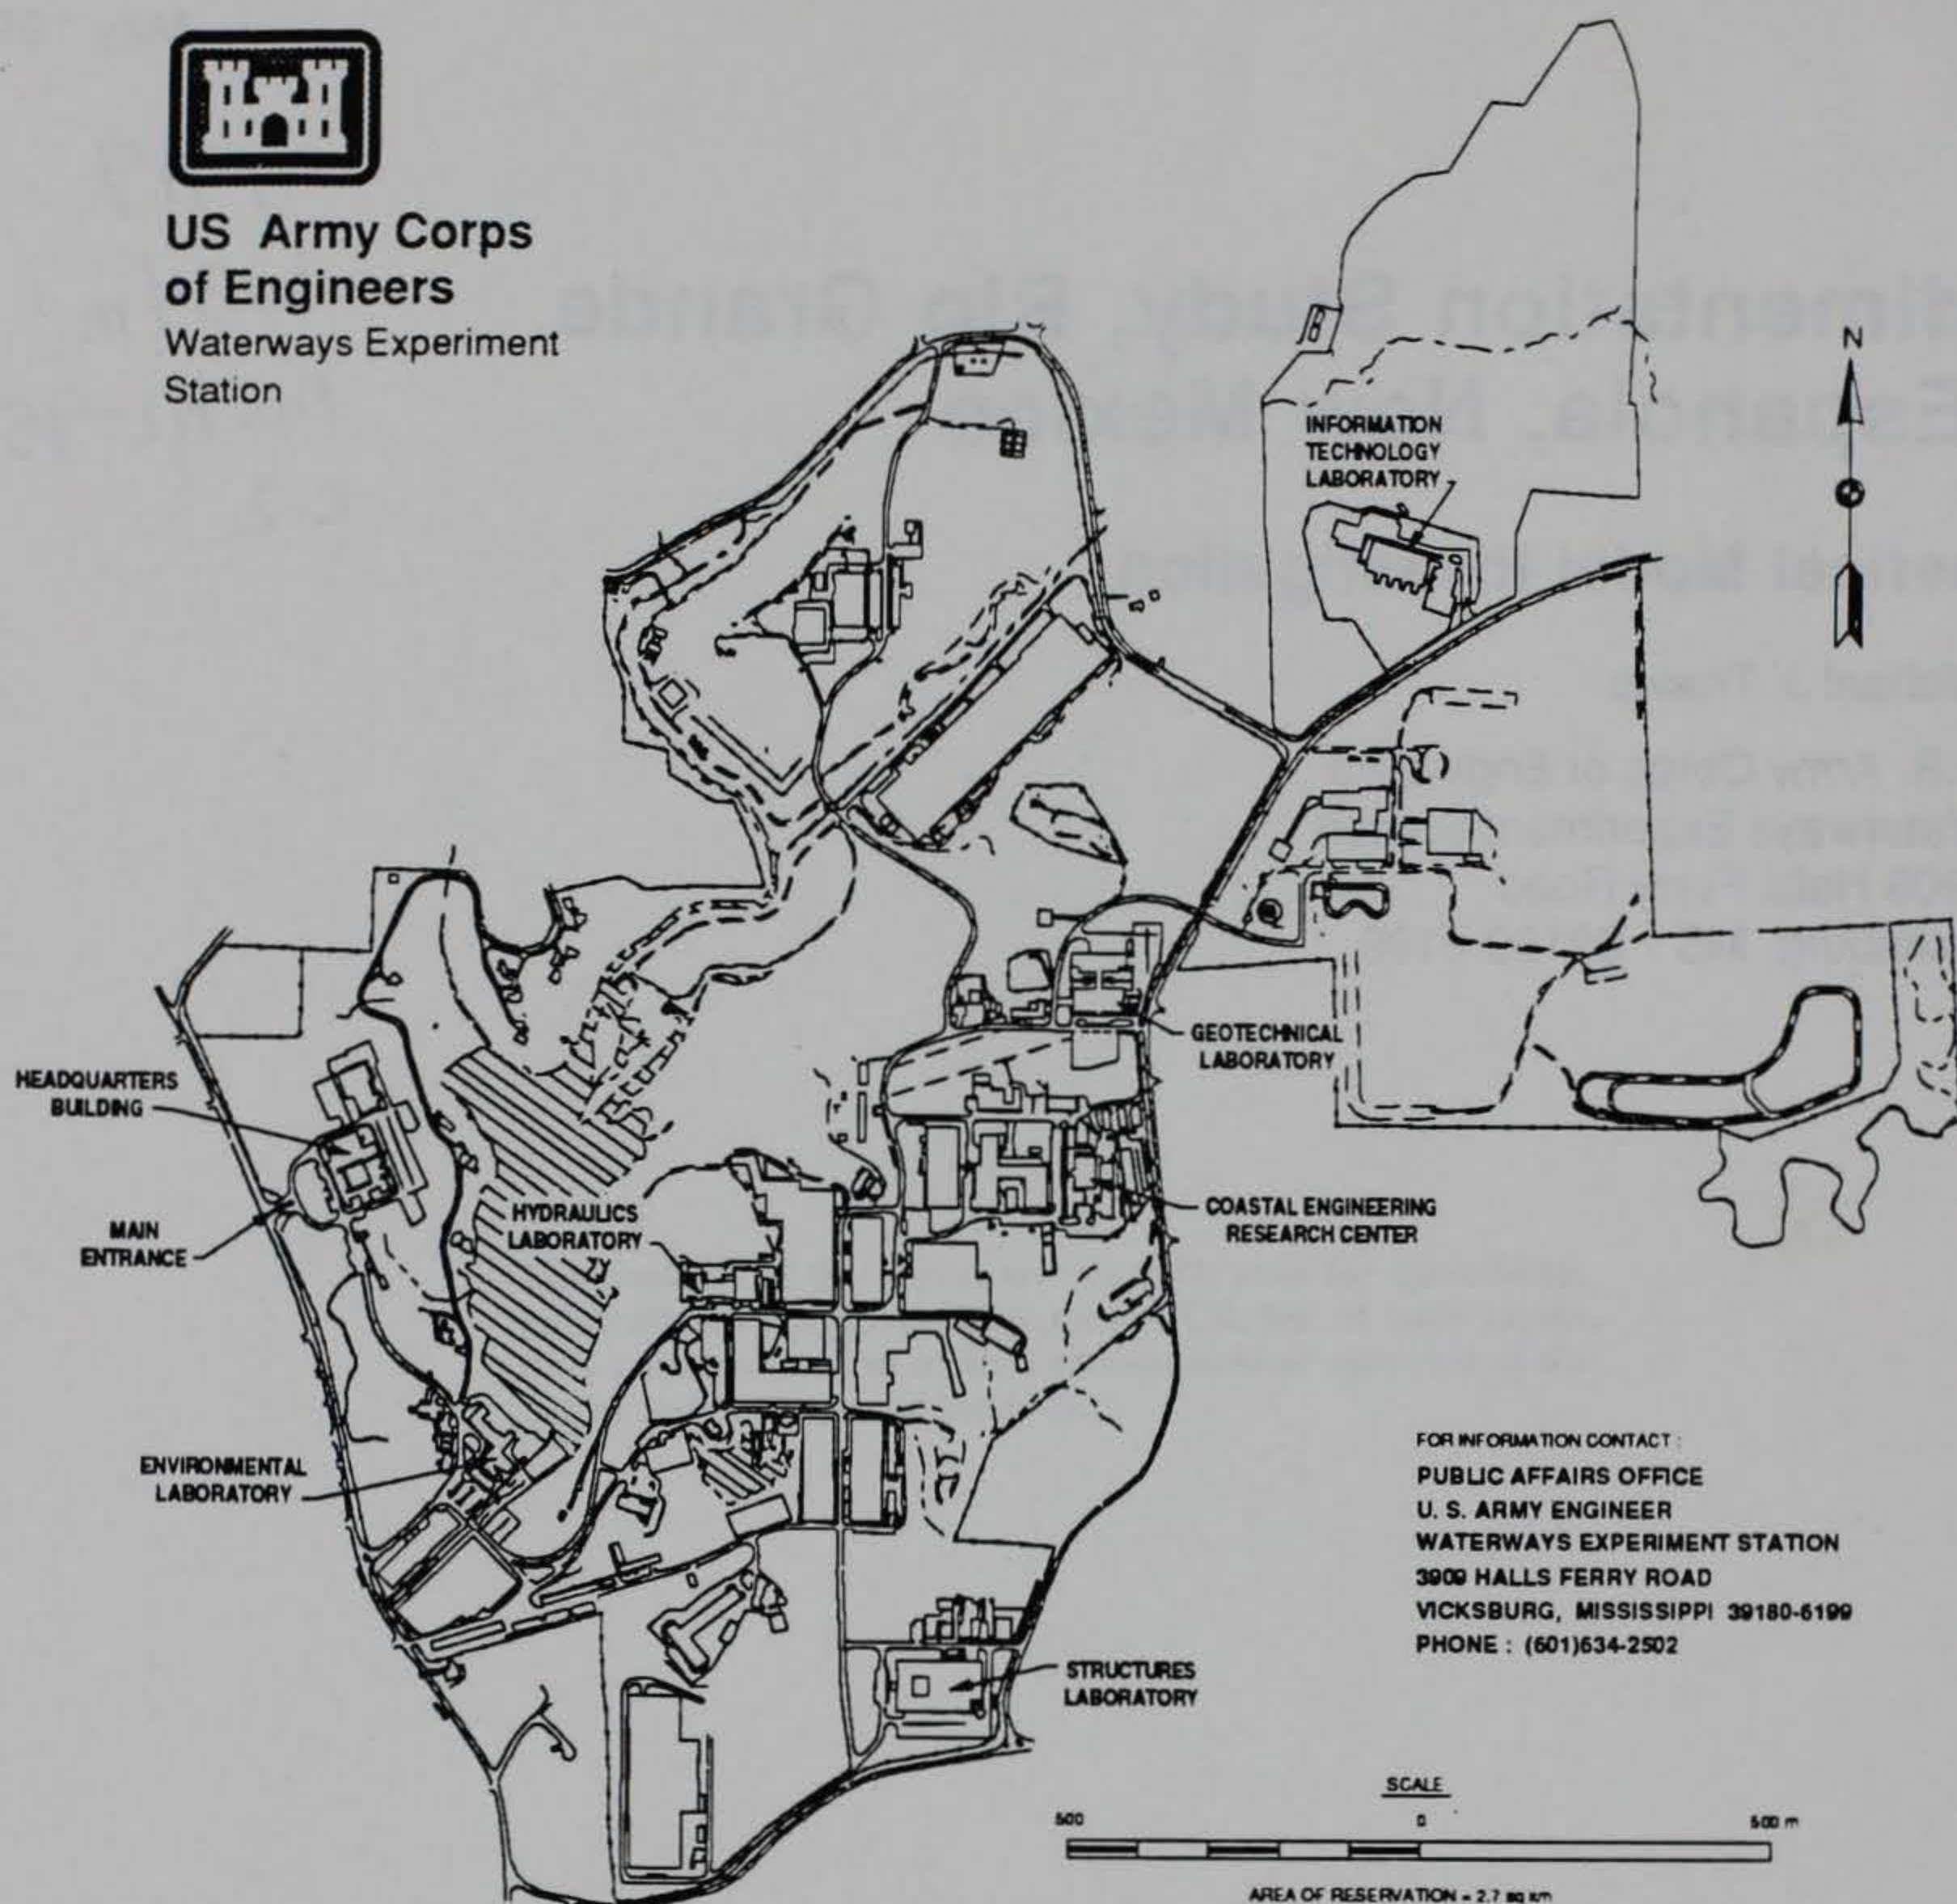 US Army Corps
of Engineers
Waterways Experiment
Station
N
INFORMATION
TECHNOLOGY
LABORATORY
GEOTECHNICAL
LABORATORY
HEADQUARTERS
BUILDING
MAIN
ENTRANCE
HYDRAULICS
LABORATORY
COASTAL ENGINEERING
RESEARCH CENTER
ENVIRONMENTAL
LABORATORY
STRUCTURES
LABORATORY
FOR INFORMATION CONTACT :
PUBLIC AFFAIRS OFFICE
U. S. ARMY ENGINEER
WATERWAYS EXPERIMENT STATION
3909 HALLS FERRY ROAD
VICKSBURG, MISSISSIPPI 39180-6199
PHONE : (601)634-2502
SCALE
500 0 500 m
AREA OF RESERVATION = 2.7 sq km